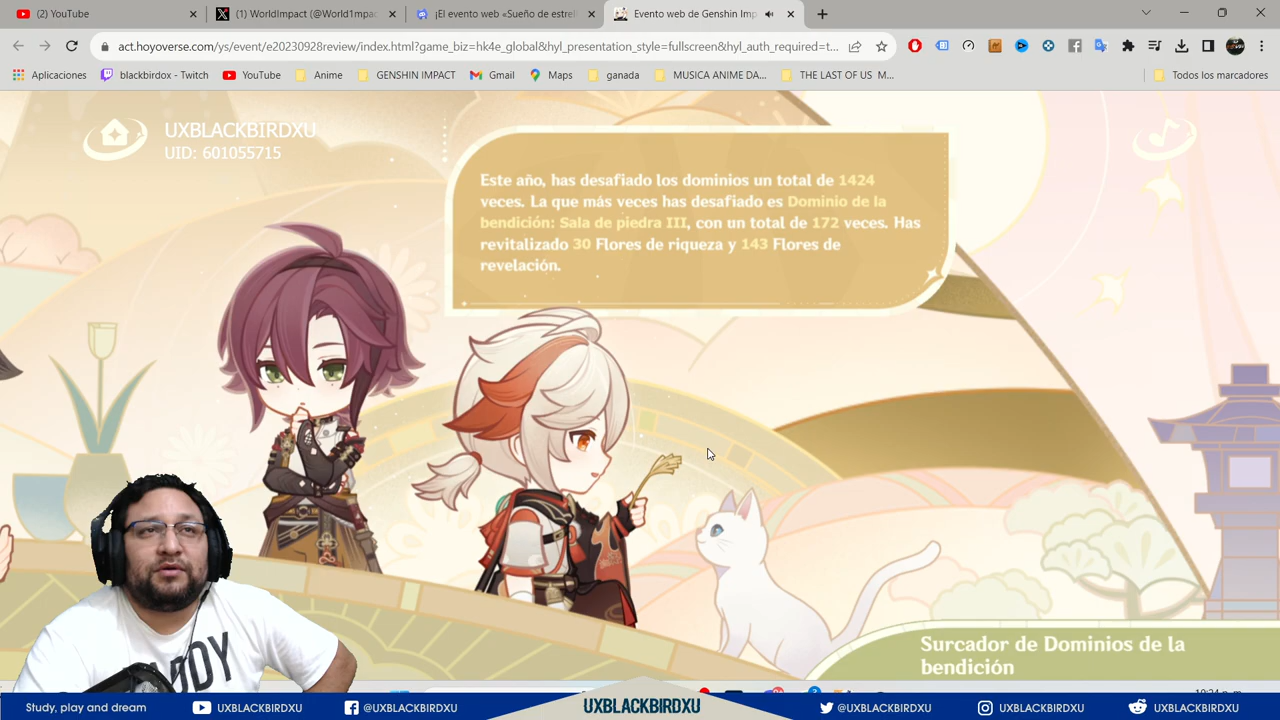 (2) YouTube
(1) WorldImpact (@World1mpac
¡El evento web «Sueño de estrell
Evento web de Genshin Imp
act.hoyoverse.com/ys/event/e20231228review/index.html?game_biz=hk4e_global&hyl_presentation_style=fullscreen&hyl_auth_required=t...
Aplicaciones
blackbirdox - Twitch
YouTube
Anime
GENSHIN IMPACT
Gmail
Maps
ganada
MUSICA ANIME DA...
THE LAST OF US M...
Todos los marcadores
UXBLACKBIRDXU
UID: 601055715
Este año, has desafiado los dominios un total de 1424
veces. La que más veces has desafiado es Dominio de la
bendición: Sala de piedra III, con un total de 172 veces. Has
revitalizado 30 Flores de riqueza y 143 Flores de
revelación.
Surcador de Dominios de la
bendición
Study, play and dream
UXBLACKBIRDXU
@UXBLACKBIRDXU
UXBLACKBIRDXU
@UXBLACKBIRDXU
UXBLACKBIRDXU
UXBLACKBIRDXU